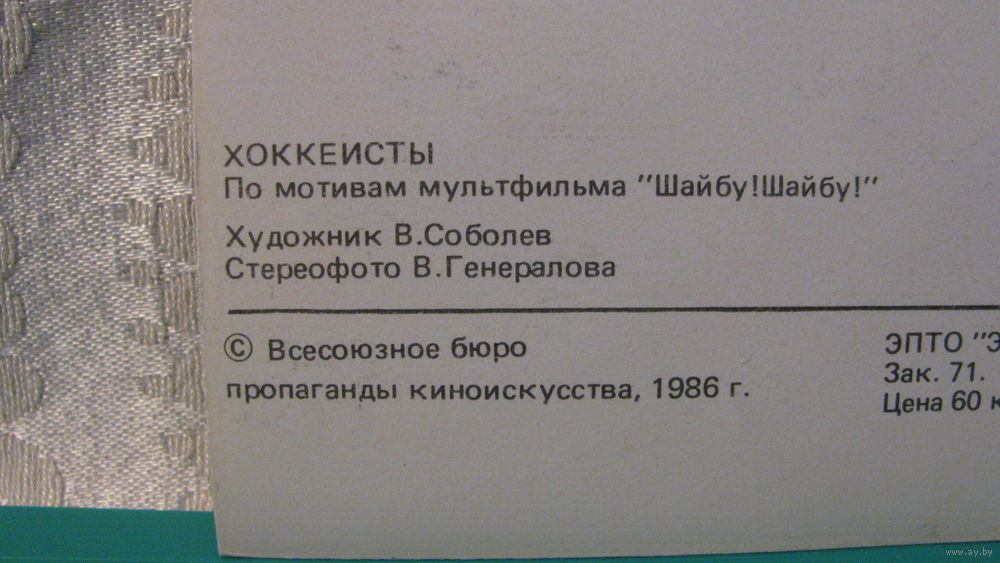 ХОККЕИСТЫ
По мотивам мультфильма "Шайбу!Шайбу!"
Художник В.Соболев
Стереофото В.Генералова
© Всесоюзное бюро
пропаганды киноискусства, 1986 г.
ЭПТО "Э
Зак. 71.
Цена 60 к
www.ay.by